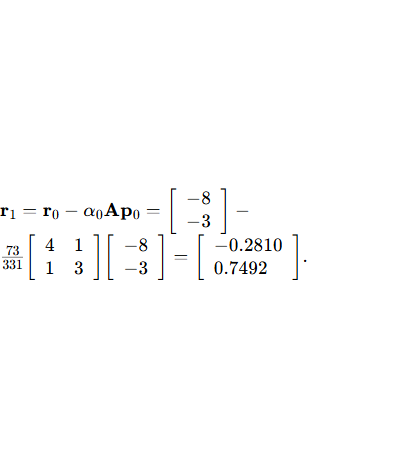 r₁ = r₀ − α₀Ap₀ = [ −8 ; −3 ] −
73/331 [ 4 1 ; 1 3 ] [ −8 ; −3 ] = [ −0.2810 ; 0.7492 ].